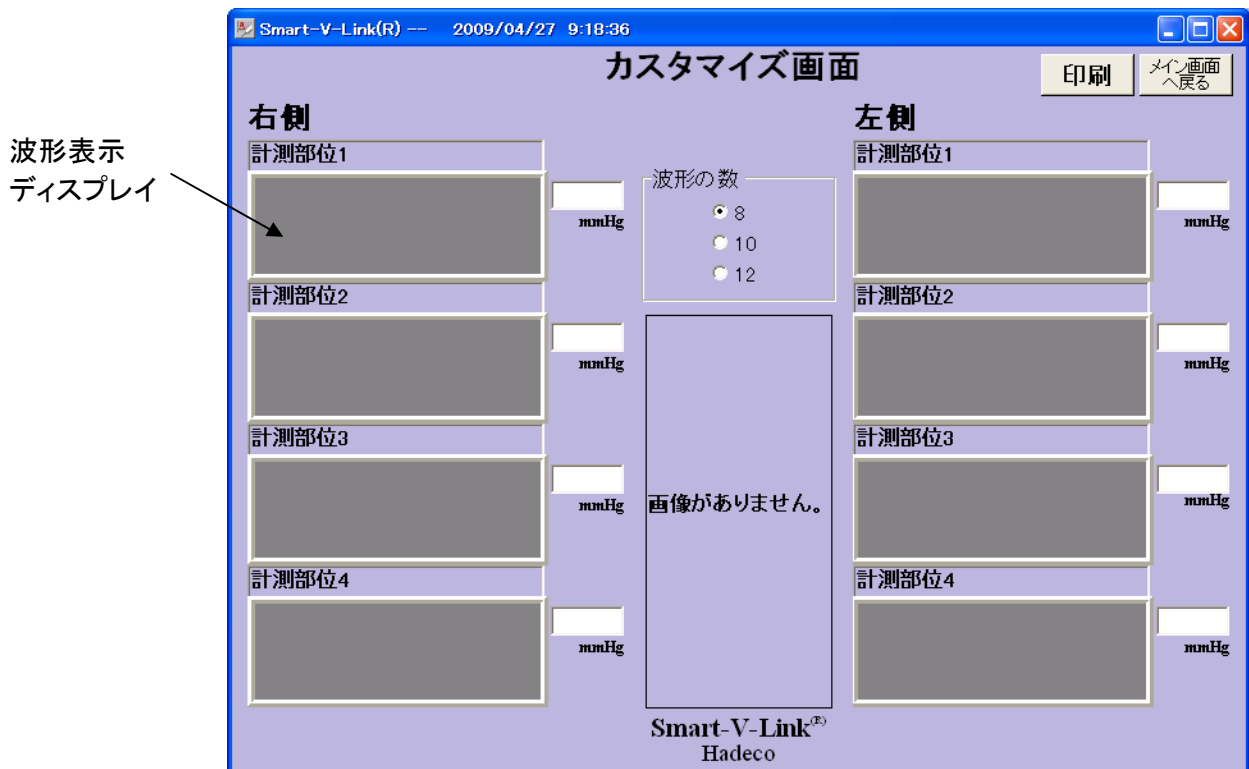 Smart-V-Link(R) -- 2009/04/27 9:18:36
カスタマイズ画面
印刷
メイン画面
へ戻る
波形表示
ディスプレイ
右側
計測部位1
mmHg
計測部位2
mmHg
計測部位3
mmHg
計測部位4
mmHg
波形の数
8
10
12
画像がありません。
Smart-V-Link(R)
Hadeco
左側
計測部位1
mmHg
計測部位2
mmHg
計測部位3
mmHg
計測部位4
mmHg